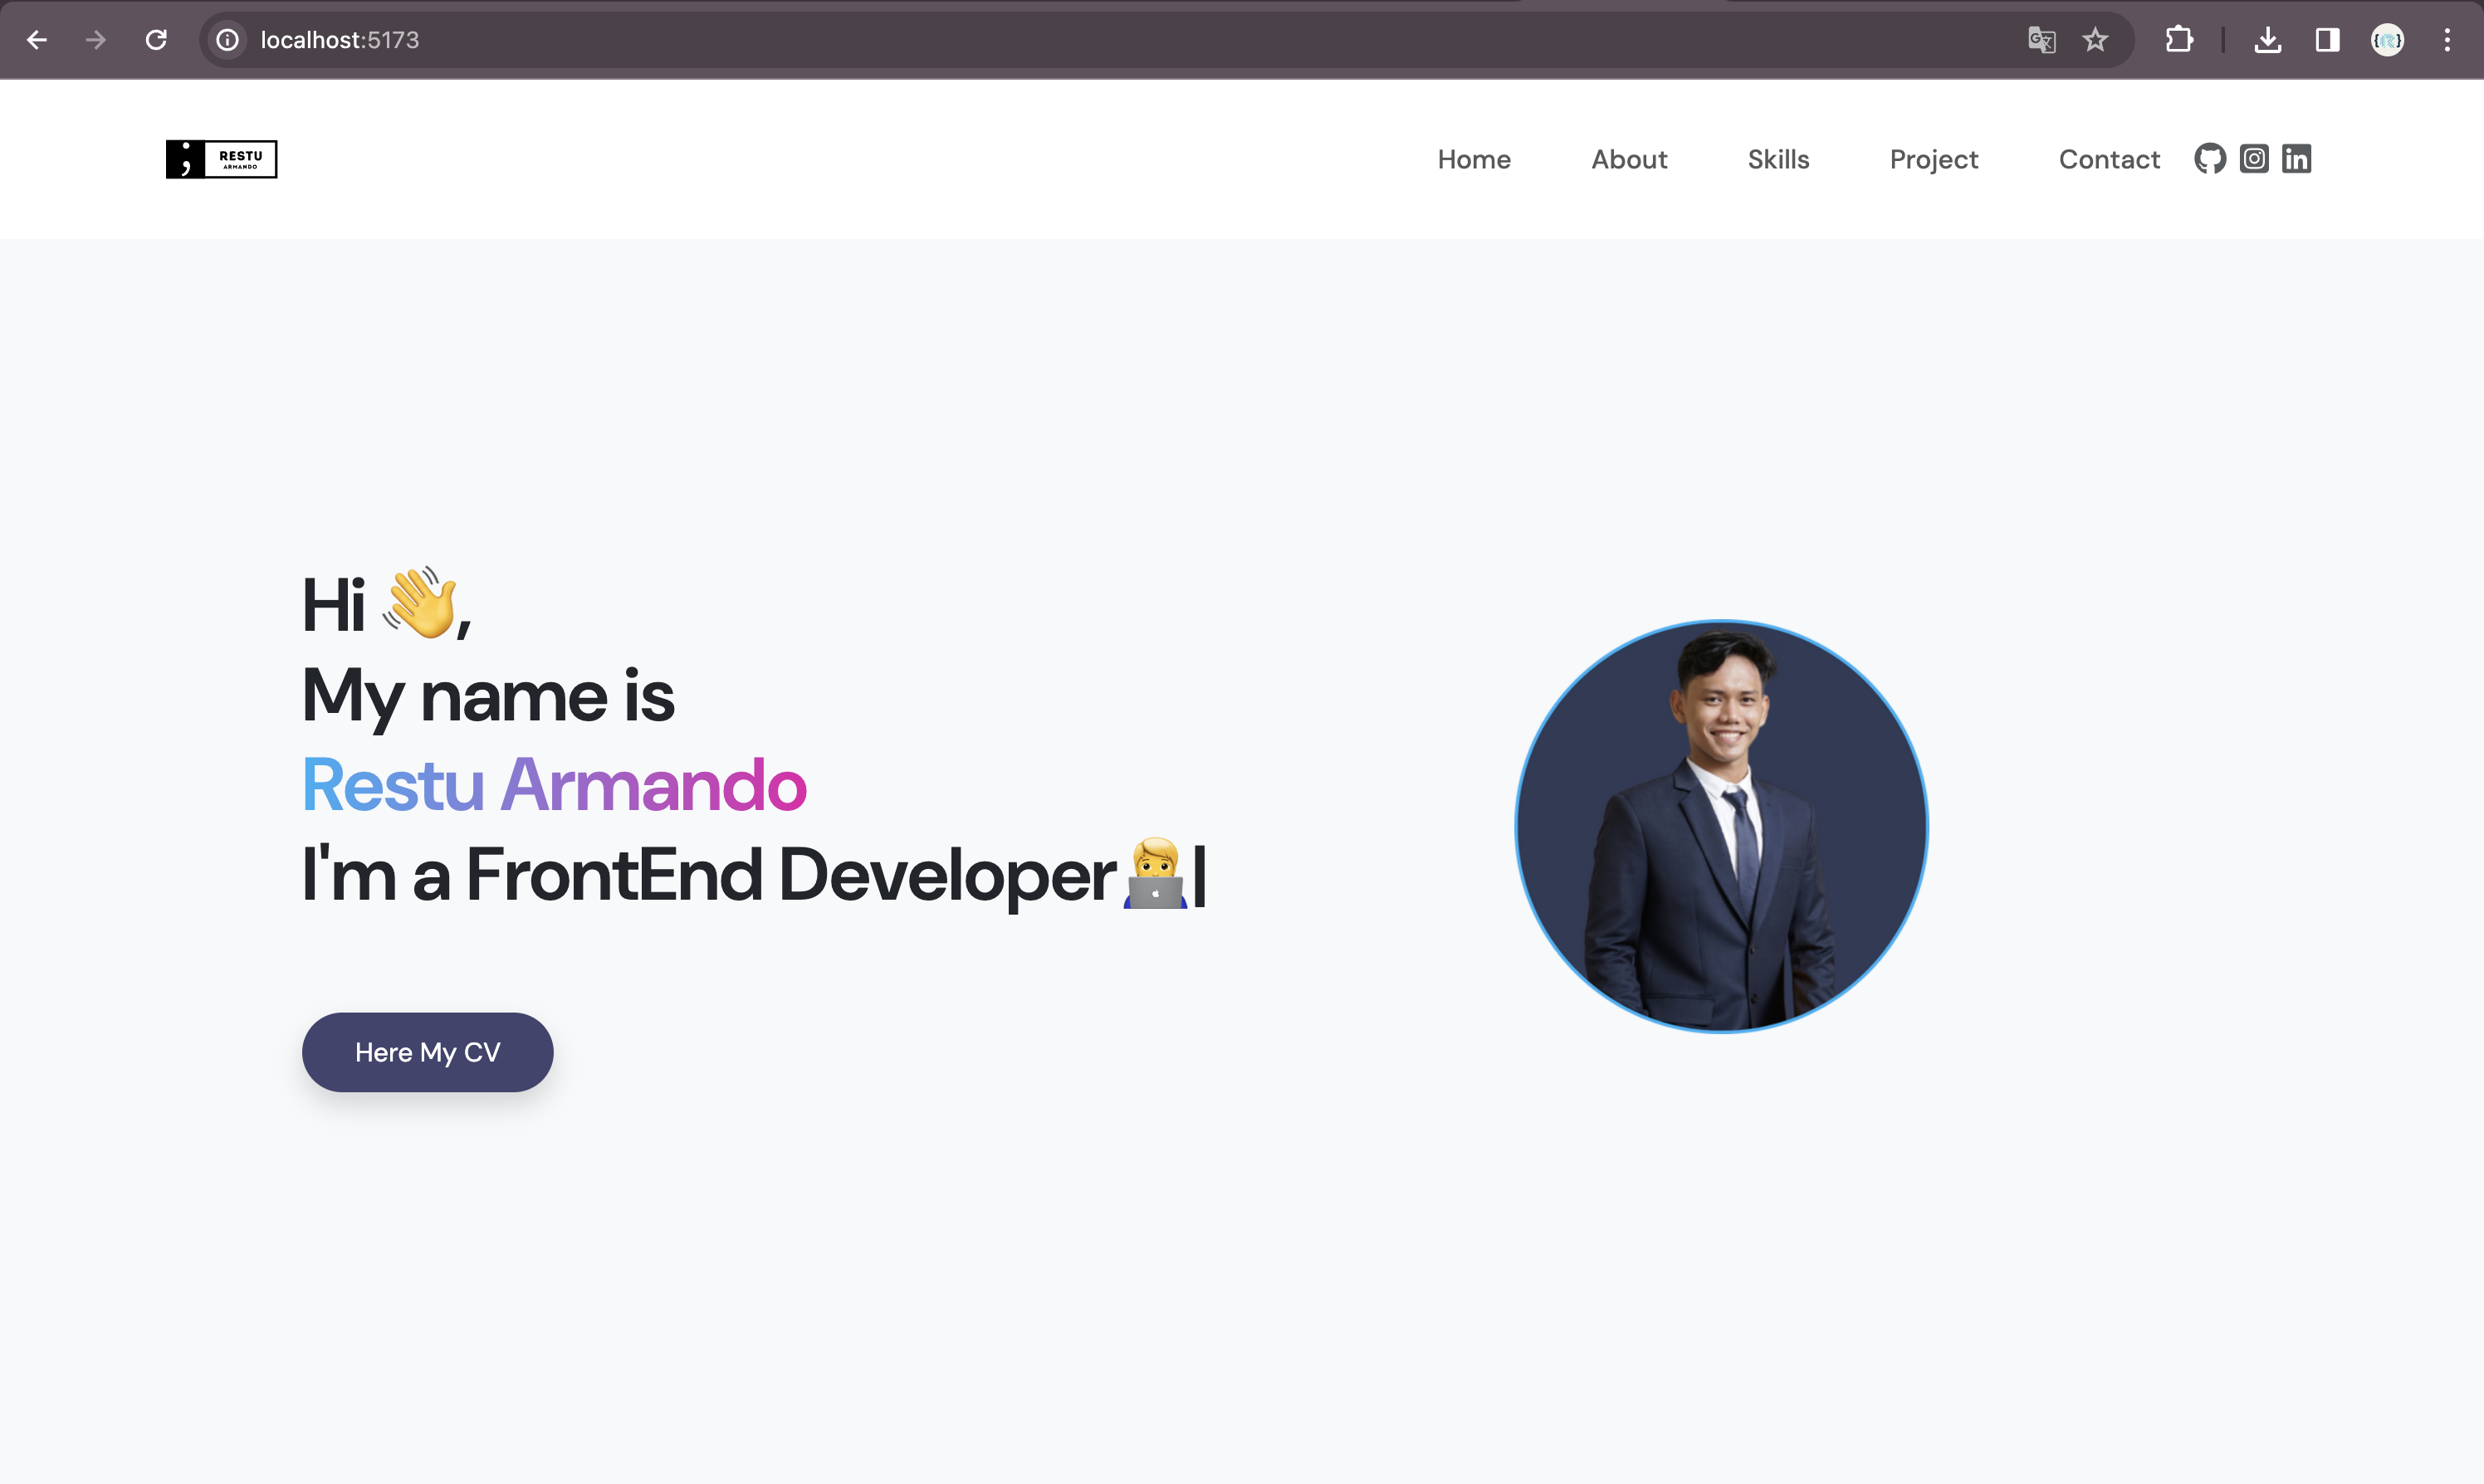 localhost:5173
RESTU
ARMANDO
Home About Skills Project Contact
Hi 👋,
My name is
Restu Armando
I'm a FrontEnd Developer👨‍💻|
Here My CV